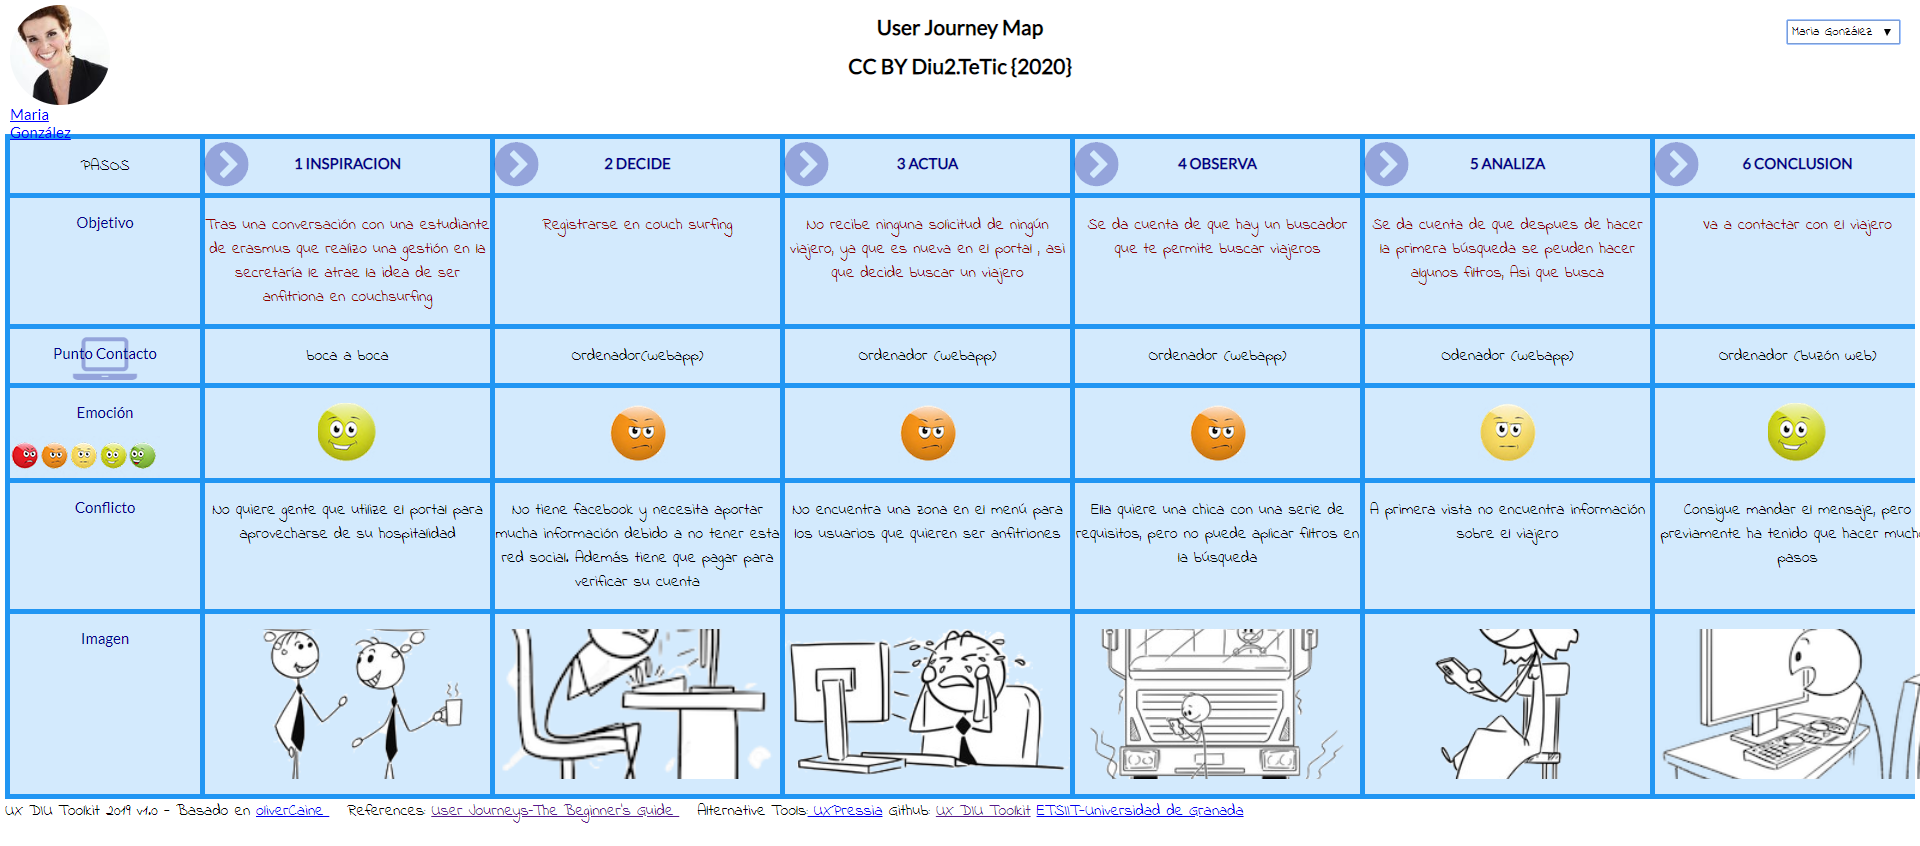 User Journey Map
CC BY Diu2.TeTic {2020}
Maria González ▼
Maria
González
PASOS
1 INSPIRACION
2 DECIDE
3 ACTUA
4 OBSERVA
5 ANALIZA
6 CONCLUSION
Objetivo
Tras una conversación con una estudiante
de erasmus que realizo una gestión en la
secretaría le atrae la idea de ser
anfitriona en couchsurfing
Registrarse en couch surfing
No recibe ninguna solicitud de ningún
viajero, ya que es nueva en el portal , asi
que decide buscar un viajero
Se da cuenta de que hay un buscador
que te permite buscar viajeros
Se da cuenta de que despues de hacer
la primera búsqueda se peuden hacer
algunos filtros, Asi que busca
Va a contactar con el viajero
Punto Contacto
boca a boca
Ordenador(webapp)
Ordenador (webapp)
Ordenador (webapp)
Odenador (webapp)
Ordenador (buzón web)
Emoción
Conflicto
No quiere gente que utilize el portal para
aprovecharse de su hospitalidad
No tiene facebook y necesita aportar
mucha información debido a no tener esta
red social. Además tiene que pagar para
verificar su cuenta
No encuentra una zona en el menú para
los usuarios que quieren ser anfitriones
Ella quiere una chica con una serie de
requisitos, pero no puede aplicar filtros en
la búsqueda
A primera vista no encuentra información
sobre el viajero
Consigue mandar el mensaje, pero
previamente ha tenido que hacer much
pasos
Imagen
UX DIU Toolkit 2019 v1.0 - Basado en oliverCaine References: User Journeys-The Beginner's Guide Alternative Tools: UXPressia Github: UX DIU Toolkit ETSIIT-Universidad de Granada